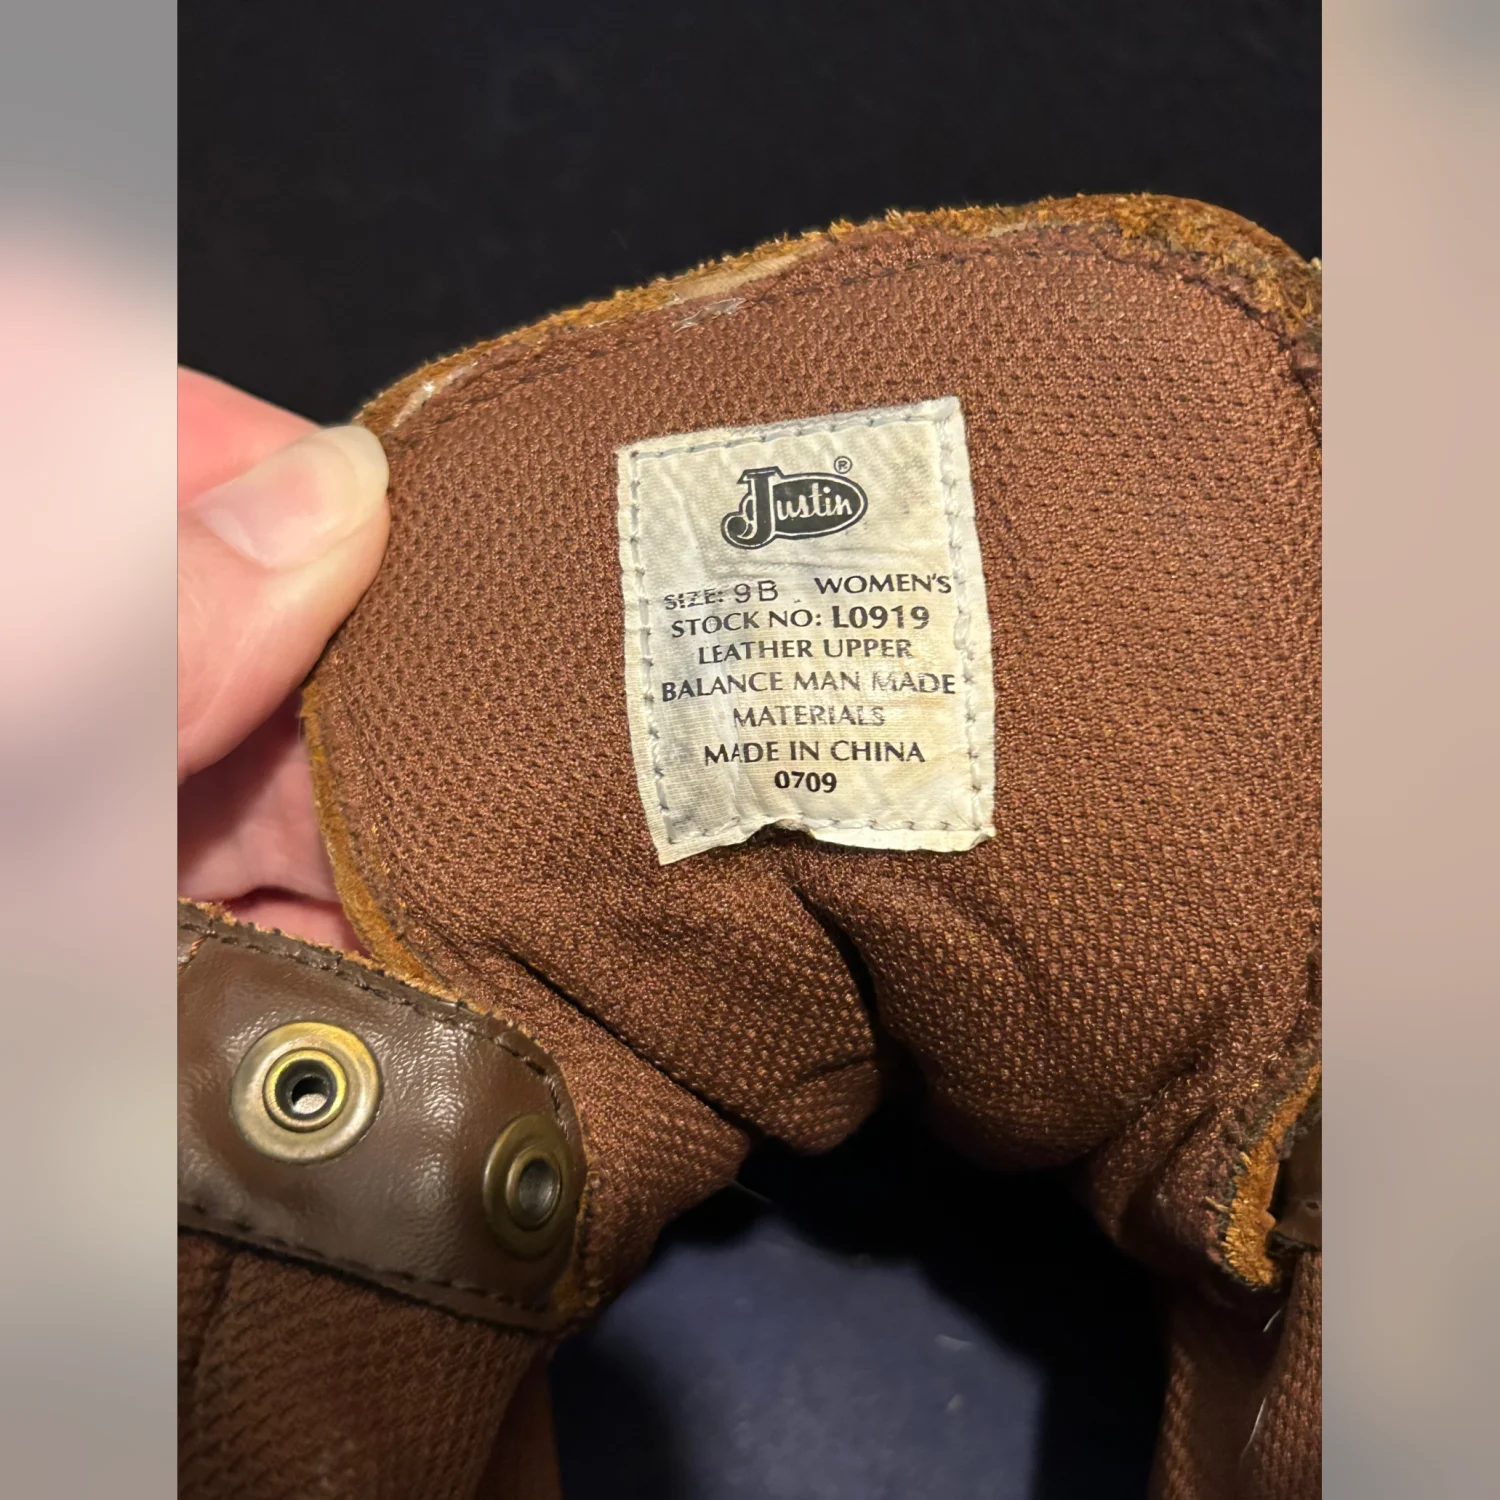 Justin®
SIZE: 9B WOMEN'S
STOCK NO: L0919
LEATHER UPPER
BALANCE MAN MADE
MATERIALS
MADE IN CHINA
0709